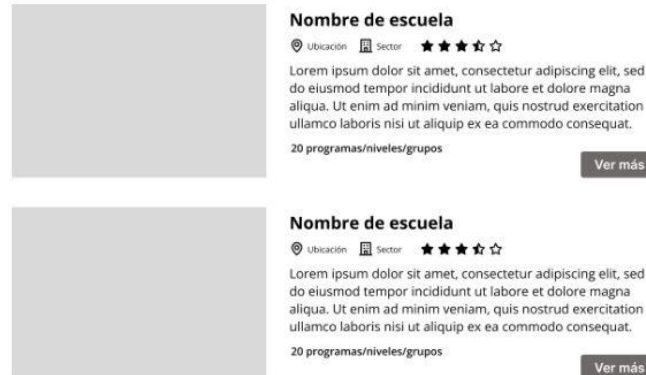 Nombre de escuela
Ubicación Sector
Lorem ipsum dolor sit amet, consectetur adipiscing elit, sed
do eiusmod tempor incididunt ut labore et dolore magna
aliqua. Ut enim ad minim veniam, quis nostrud exercitation
ullamco laboris nisi ut aliquip ex ea commodo consequat.
20 programas/niveles/grupos
Ver más
Nombre de escuela
Ubicación Sector
Lorem ipsum dolor sit amet, consectetur adipiscing elit, sed
do eiusmod tempor incididunt ut labore et dolore magna
aliqua. Ut enim ad minim veniam, quis nostrud exercitation
ullamco laboris nisi ut aliquip ex ea commodo consequat.
20 programas/niveles/grupos
Ver más